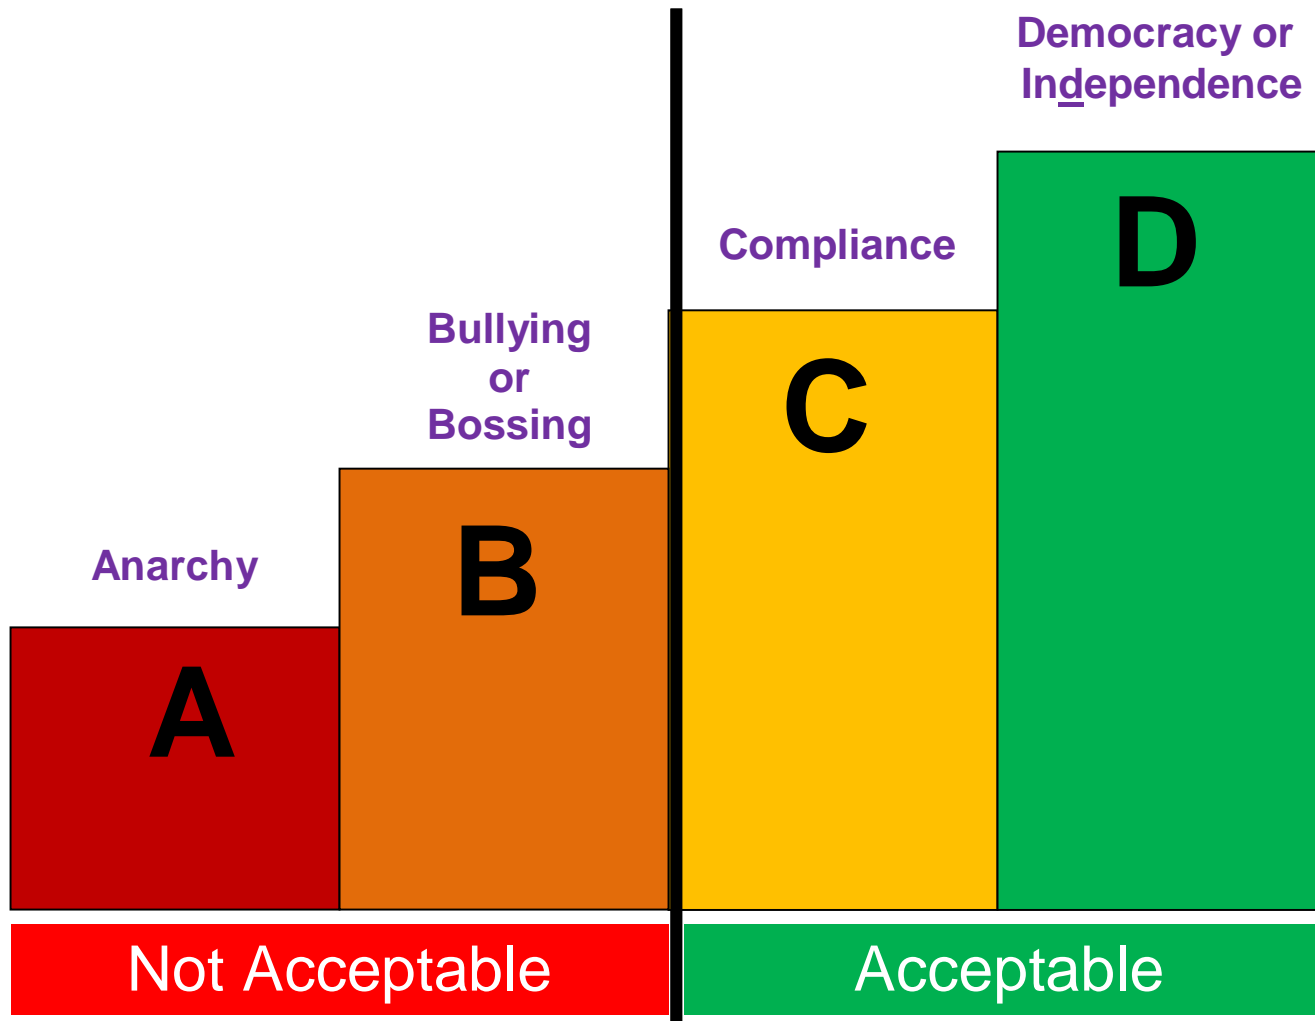 Democracy or
Independence
D
Compliance
C
Bullying
or
Bossing
B
Anarchy
A
Not Acceptable
Acceptable